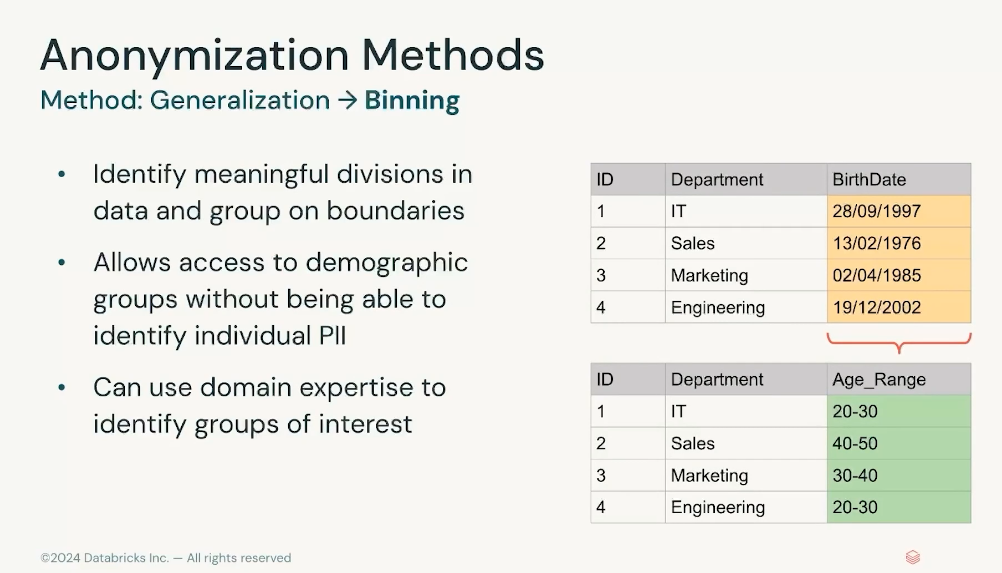 Anonymization Methods
Method: Generalization → Binning
• Identify meaningful divisions in
data and group on boundaries
• Allows access to demographic
groups without being able to
identify individual PII
• Can use domain expertise to
identify groups of interest
ID Department BirthDate
1 IT 28/09/1997
2 Sales 13/02/1976
3 Marketing 02/04/1985
4 Engineering 19/12/2002
ID Department Age_Range
1 IT 20-30
2 Sales 40-50
3 Marketing 30-40
4 Engineering 20-30
©2024 Databricks Inc. — All rights reserved